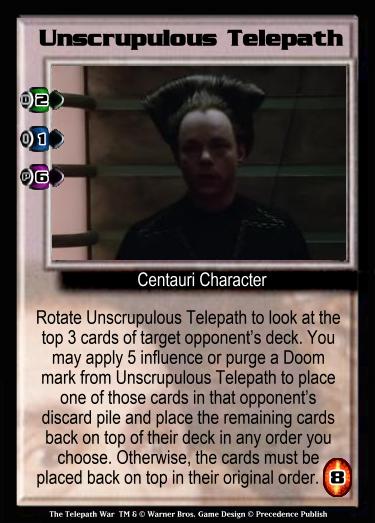 Unscrupulous Telepath
D 2
I 1
P 6
Centauri Character
Rotate Unscrupulous Telepath to look at the
top 3 cards of target opponent's deck. You
may apply 5 influence or purge a Doom
mark from Unscrupulous Telepath to place
one of those cards in that opponent's
discard pile and place the remaining cards
back on top of their deck in any order you
choose. Otherwise, the cards must be
placed back on top in their original order.
8
The Telepath War TM & © Warner Bros. Game Design © Precedence Publish